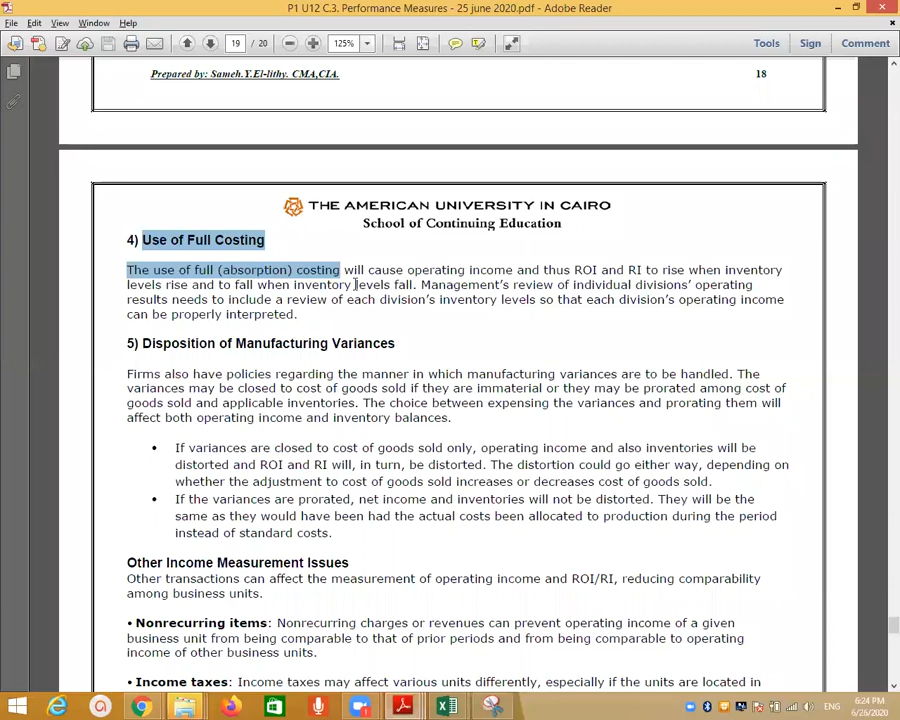 P1 U12 C.3. Performance Measures - 25 june 2020.pdf - Adobe Reader
File Edit View Window Help
19 / 20 125% Tools Sign Comment
Prepared by: Sameh.Y.El-lithy. CMA,CIA. 18
THE AMERICAN UNIVERSITY IN CAIRO
School of Continuing Education
4) Use of Full Costing
The use of full (absorption) costing will cause operating income and thus ROI and RI to rise when inventory
levels rise and to fall when inventory levels fall. Management's review of individual divisions' operating
results needs to include a review of each division's inventory levels so that each division's operating income
can be properly interpreted.
5) Disposition of Manufacturing Variances
Firms also have policies regarding the manner in which manufacturing variances are to be handled. The
variances may be closed to cost of goods sold if they are immaterial or they may be prorated among cost of
goods sold and applicable inventories. The choice between expensing the variances and prorating them will
affect both operating income and inventory balances.
• If variances are closed to cost of goods sold only, operating income and also inventories will be
distorted and ROI and RI will, in turn, be distorted. The distortion could go either way, depending on
whether the adjustment to cost of goods sold increases or decreases cost of goods sold.
• If the variances are prorated, net income and inventories will not be distorted. They will be the
same as they would have been had the actual costs been allocated to production during the period
instead of standard costs.
Other Income Measurement Issues
Other transactions can affect the measurement of operating income and ROI/RI, reducing comparability
among business units.
• Nonrecurring items: Nonrecurring charges or revenues can prevent operating income of a given
business unit from being comparable to that of prior periods and from being comparable to operating
income of other business units.
• Income taxes: Income taxes may affect various units differently, especially if the units are located in
ENG
6:24 PM
6/26/2020